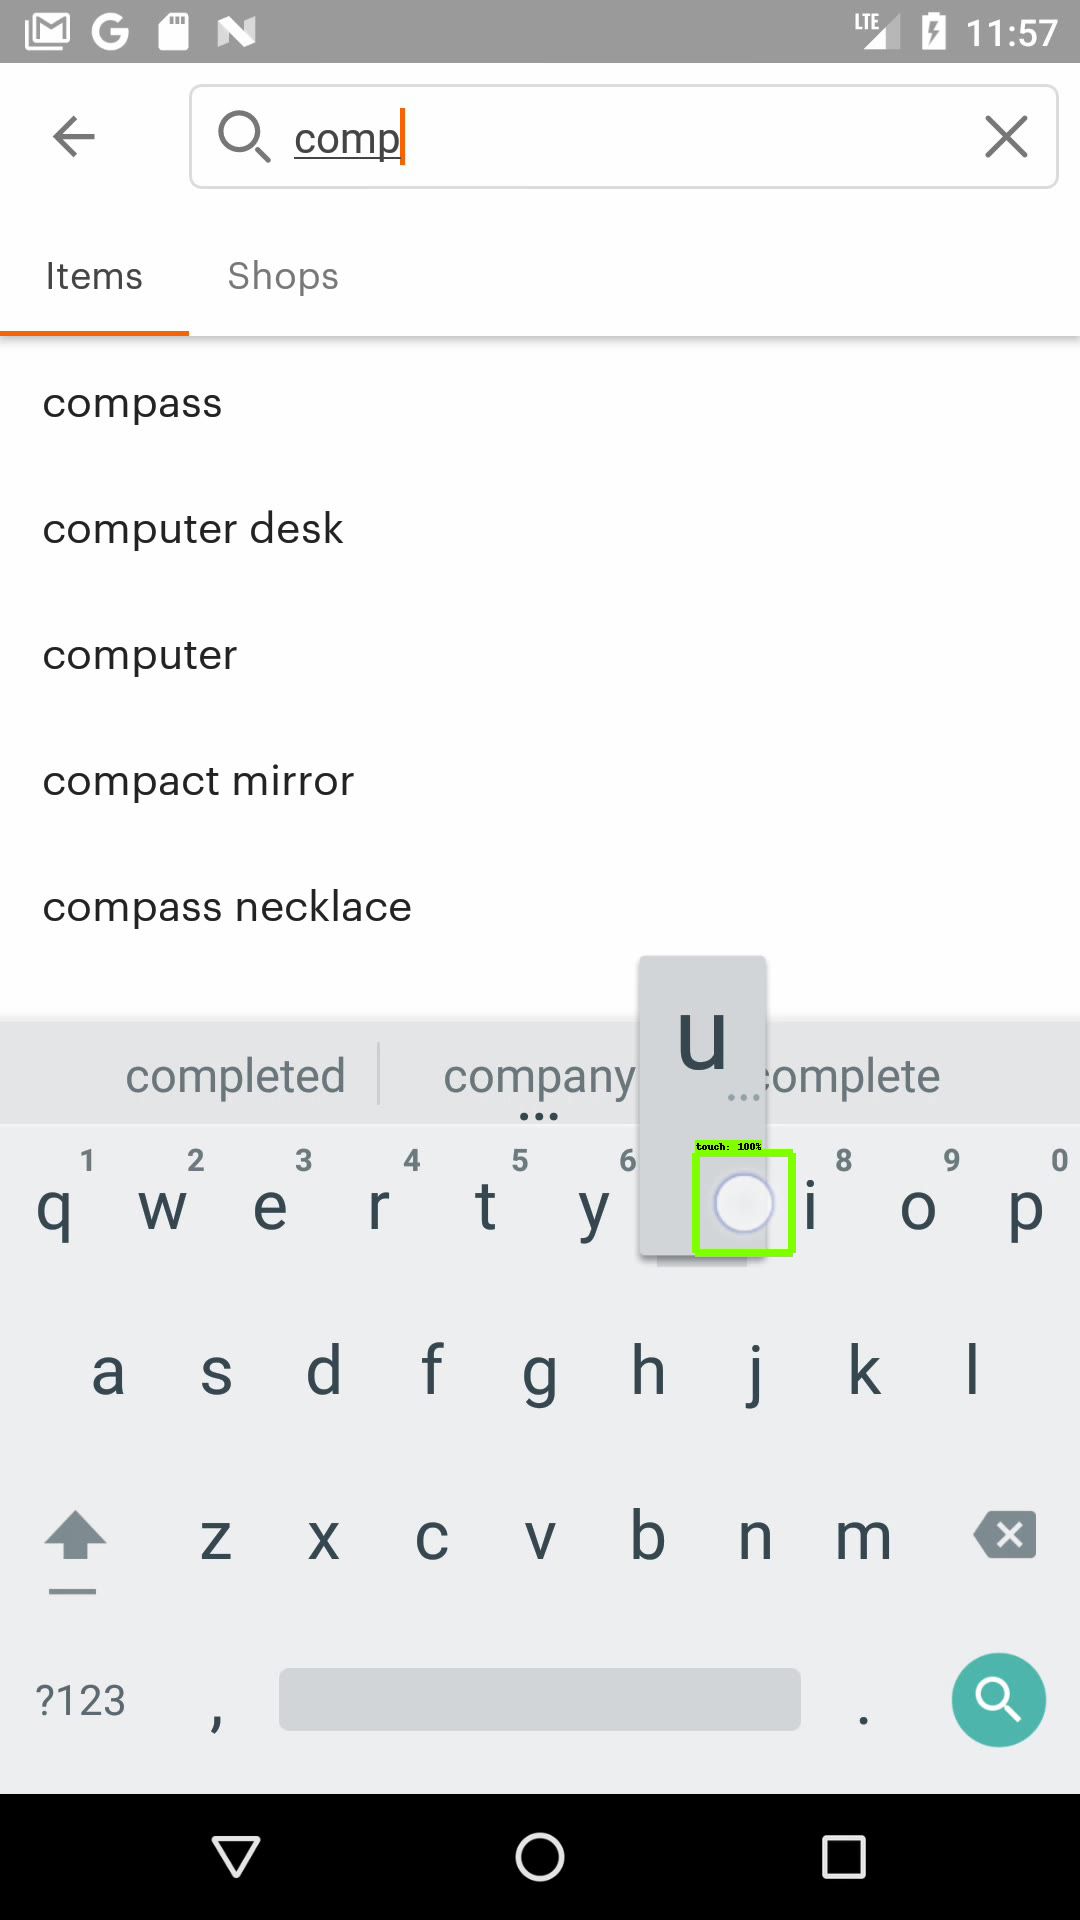 LTE 11:57
comp
Items Shops
compass
computer desk
computer
compact mirror
compass necklace
u
completed company complete
touch: 100%
1 2 3 4 5 6 8 9 0
q w e r t y i o p
a s d f g h j k l
z x c v b n m
?123 , .